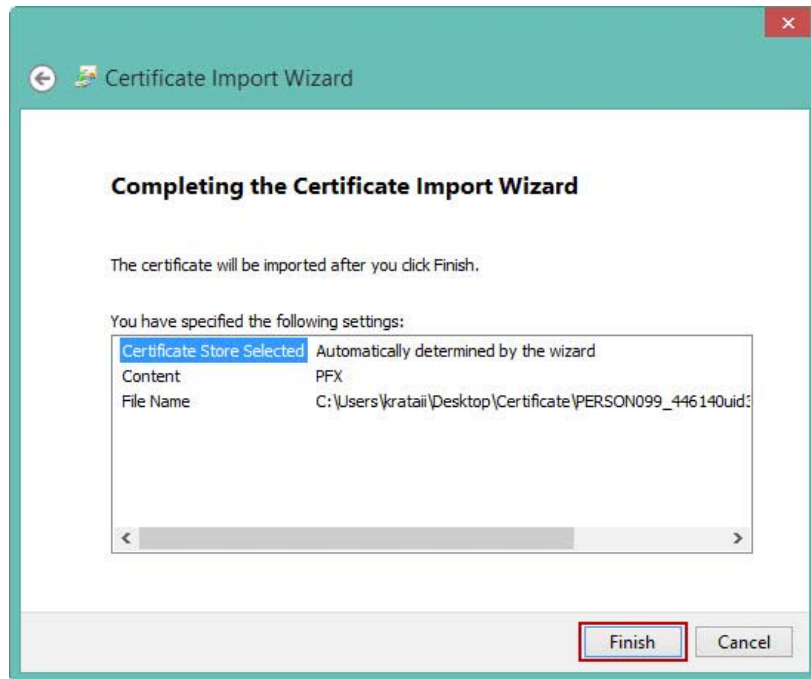 Certificate Import Wizard
Completing the Certificate Import Wizard
The certificate will be imported after you click Finish.
You have specified the following settings:
Certificate Store Selected Automatically determined by the wizard
Content PFX
File Name C:\Users\krataii\Desktop\Certificate\PERSON099_446140uid3
Finish Cancel